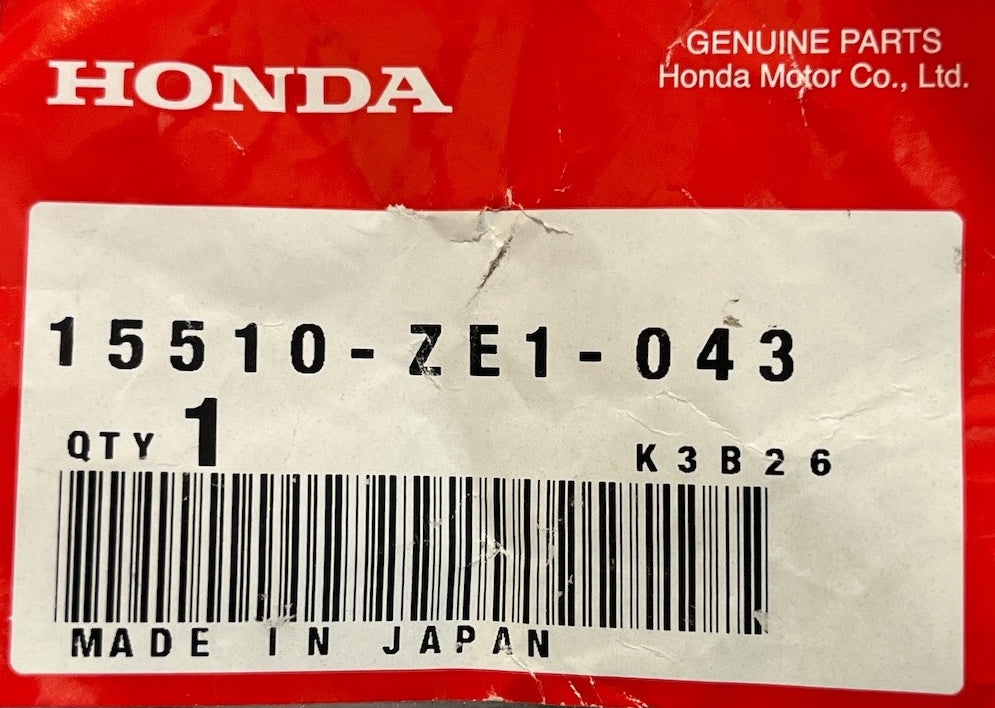 HONDA
GENUINE PARTS
Honda Motor Co., Ltd.
15510-ZE1-043
QTY 1
K3B26
MADE IN JAPAN